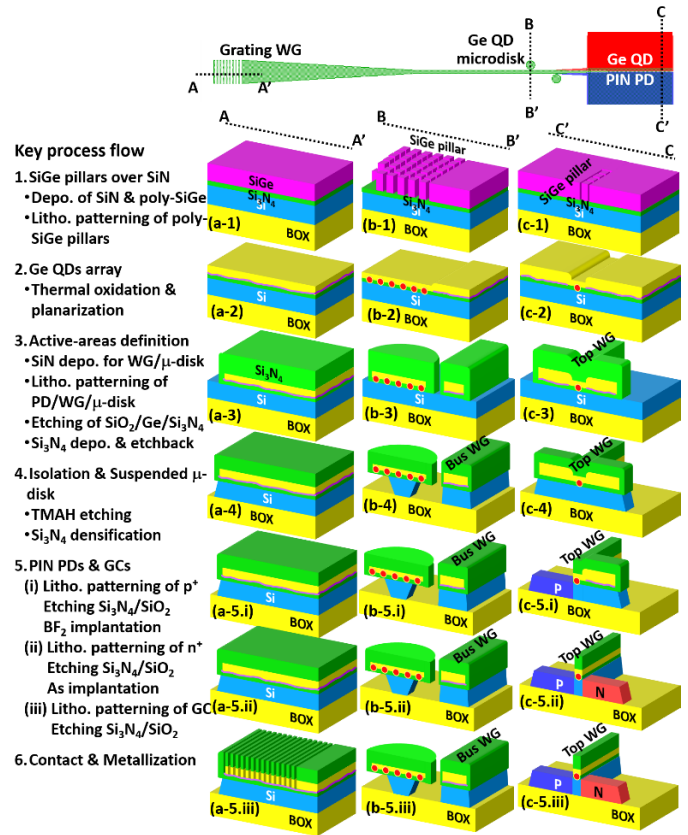 B
C
Grating WG
Ge QD
microdisk
Ge QD
PIN PD
A
A'
B'
C'
A
A'
B
B'
C'
C
Key process flow
1.SiGe pillars over SiN
•Depo. of SiN & poly-SiGe
•Litho. patterning of poly-
SiGe pillars
SiGe
Si3N4
Si
BOX
(a-1)
SiGe pillar
Si3N4
Si
BOX
(b-1)
SiGe pillar
Si3N4
Si
BOX
(c-1)
2.Ge QDs array
•Thermal oxidation &
planarization
Si
BOX
(a-2)
Si
BOX
(b-2)
Si
BOX
(c-2)
3.Active-areas definition
•SiN depo. for WG/μ-disk
•Litho. patterning of
PD/WG/μ-disk
•Etching of SiO2/Ge/Si3N4
•Si3N4 depo. & etchback
Si3N4
Si
BOX
(a-3)
Si
BOX
(b-3)
Top WG
Si
BOX
(c-3)
4.Isolation & Suspended μ-
disk
•TMAH etching
•Si3N4 densification
Si
BOX
(a-4)
Bus WG
BOX
(b-4)
Top WG
BOX
(c-4)
5.PIN PDs & GCs
(i) Litho. patterning of p+
Etching Si3N4/SiO2
BF2 implantation
(ii) Litho. patterning of n+
Etching Si3N4/SiO2
As implantation
(iii) Litho. patterning of GC
Etching Si3N4/SiO2
Si
BOX
(a-5.i)
Bus WG
BOX
(b-5.i)
Top WG
P
BOX
(c-5.i)
Si
BOX
(a-5.ii)
Bus WG
BOX
(b-5.ii)
Top WG
P
N
BOX
(c-5.ii)
6.Contact & Metallization
Si
BOX
(a-5.iii)
Bus WG
BOX
(b-5.iii)
Top WG
P
N
BOX
(c-5.iii)